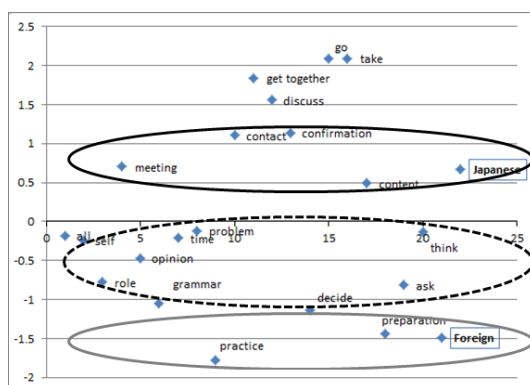 2.5
go
2
take
get together
1.5
discuss
contact confirmation
1
meeting
Japanese
0.5
content
0
0 all 5 problem 10 15 20 25
self time
think
-0.5
opinion
role
grammar
ask
-1
decide
preparation
-1.5
Foreign
practice
-2